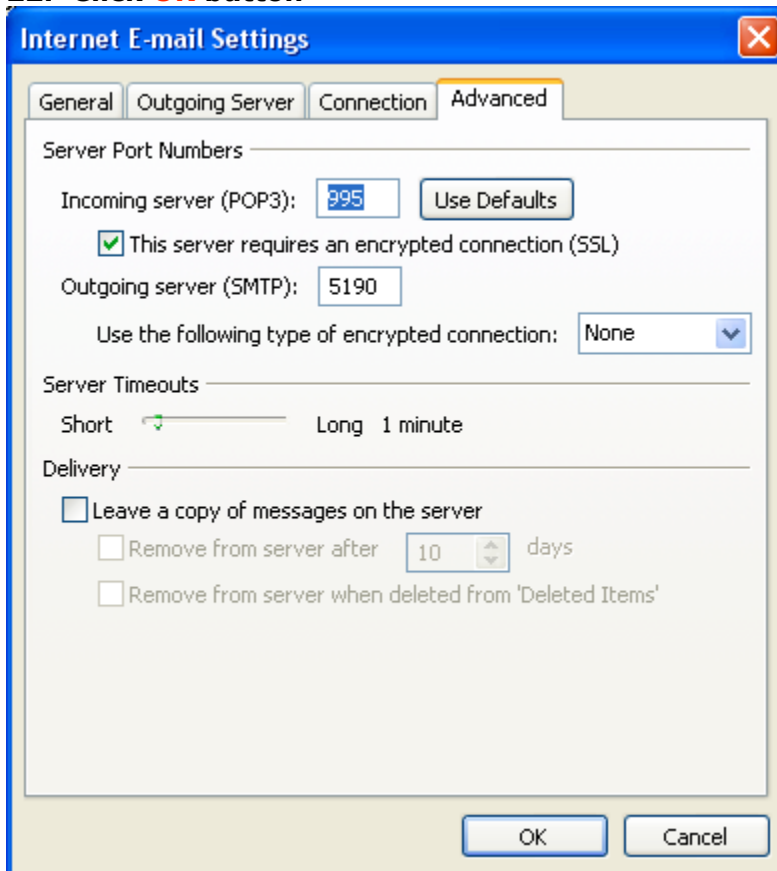 Internet E-mail Settings
General Outgoing Server Connection Advanced
Server Port Numbers
Incoming server (POP3): 995 Use Defaults
This server requires an encrypted connection (SSL)
Outgoing server (SMTP): 5190
Use the following type of encrypted connection: None
Server Timeouts
Short Long 1 minute
Delivery
Leave a copy of messages on the server
Remove from server after 10 days
Remove from server when deleted from 'Deleted Items'
OK Cancel